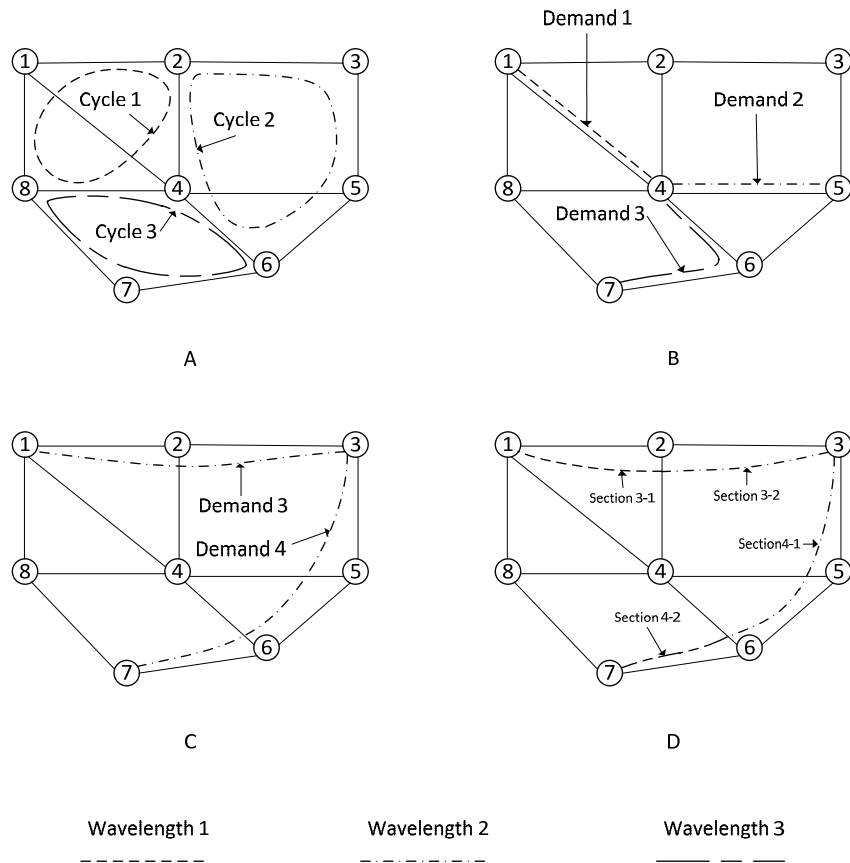 Demand 1
1
2
3
1
2
3
Cycle 1
Cycle 2
Demand 2
8
4
5
8
4
5
Cycle 3
Demand 3
6
6
7
7
A
B
1
2
3
1
2
3
Demand 3
Section 3-1
Section 3-2
Demand 4
Section4-1
8
4
5
8
4
5
Section 4-2
6
6
7
7
C
D
Wavelength 1
Wavelength 2
Wavelength 3